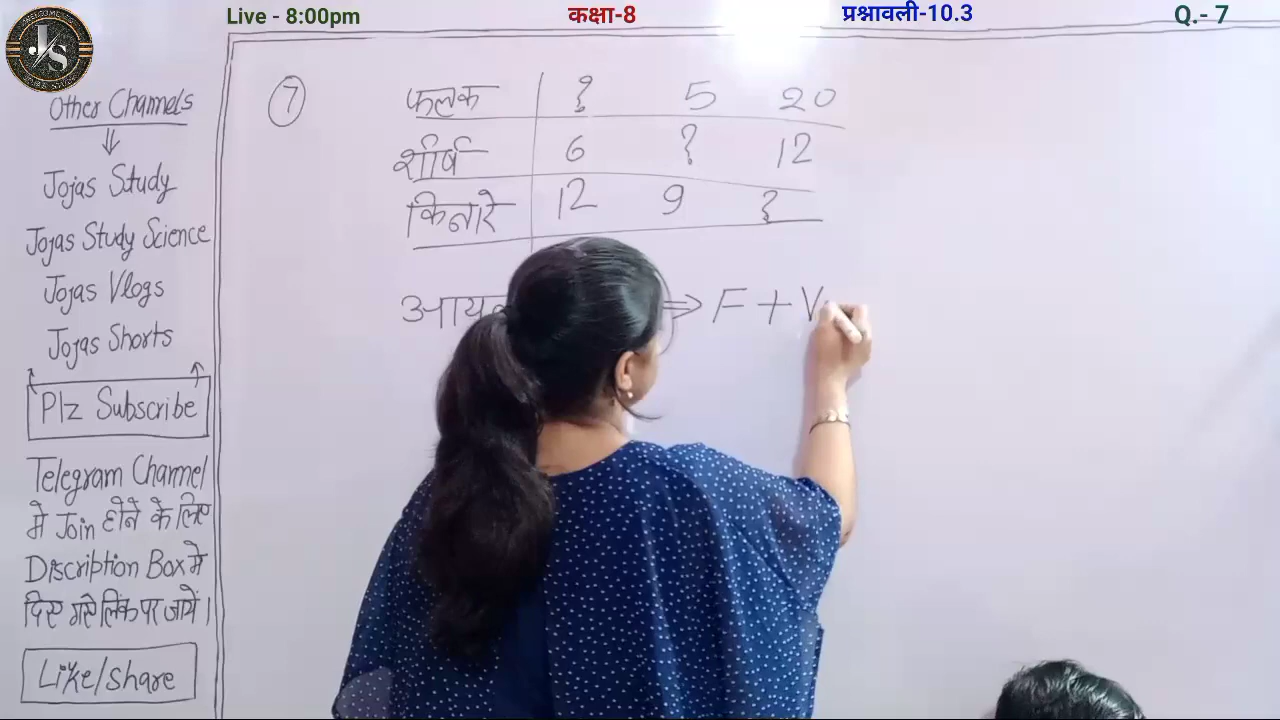 Live - 8:00pm कक्षा-8 प्रश्नावली-10.3 Q.- 7
JS
Other Channels
Jojas Study
Jojas Study Science
Jojas Vlogs
Jojas Shorts
Plz Subscribe
Telegram Channel
मे Join होने के लिए
Discription Box मे
दिए गये लिंक पर जायें।
Like/share
7
फलक ? 5 20
शीर्ष 6 ? 12
किनारे 12 9 ?
⇒ F + V